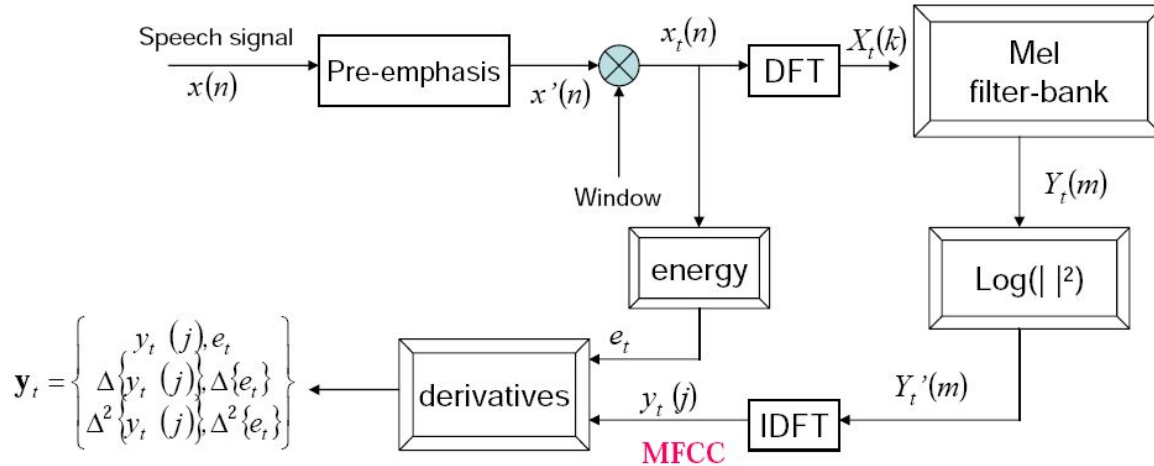 Speech signal
x(n)
Pre-emphasis
x'(n)
Window
x_t(n)
DFT
X_t(k)
Mel
filter-bank
Y_t(m)
Log(| |²)
Y_t'(m)
IDFT
y_t (j)
MFCC
energy
e_t
derivatives
y_t = { y_t (j), e_t
Δ{y_t (j)}, Δ{e_t}
Δ²{y_t (j)}, Δ²{e_t} }